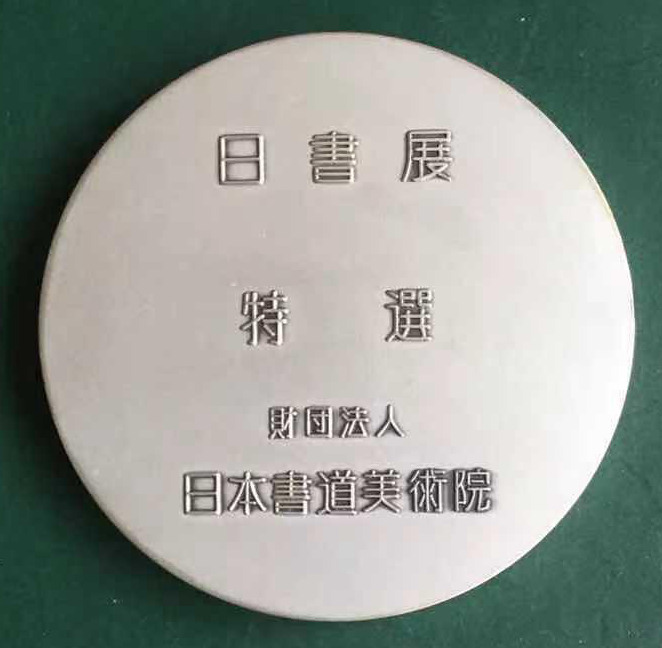 日書展
特選
財団法人
日本書道美術院